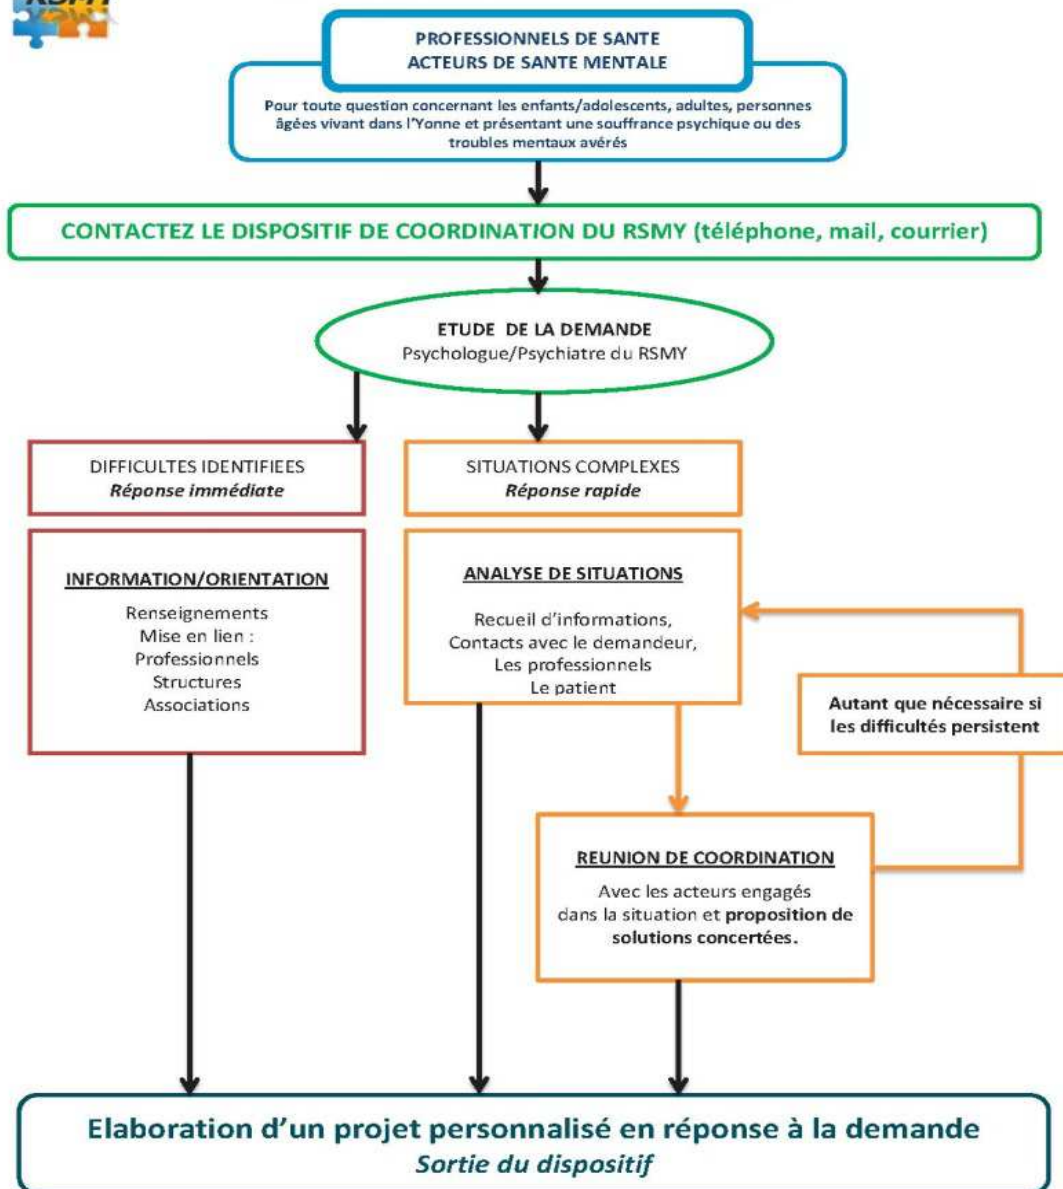 PROFESSIONNELS DE SANTE
ACTEURS DE SANTE MENTALE
Pour toute question concernant les enfants/adolescents, adultes, personnes
âgées vivant dans l'Yonne et présentant une souffrance psychique ou des
troubles mentaux avérés
CONTACTEZ LE DISPOSITIF DE COORDINATION DU RSMY (téléphone, mail, courrier)
ETUDE DE LA DEMANDE
Psychologue/Psychiatre du RSMY
DIFFICULTES IDENTIFIEES
Réponse immédiate
SITUATIONS COMPLEXES
Réponse rapide
INFORMATION/ORIENTATION
Renseignements
Mise en lien :
Professionnels
Structures
Associations
ANALYSE DE SITUATIONS
Recueil d'informations,
Contacts avec le demandeur,
Les professionnels
Le patient
Autant que nécessaire si
les difficultés persistent
REUNION DE COORDINATION
Avec les acteurs engagés
dans la situation et proposition de
solutions concertées.
Elaboration d'un projet personnalisé en réponse à la demande
Sortie du dispositif